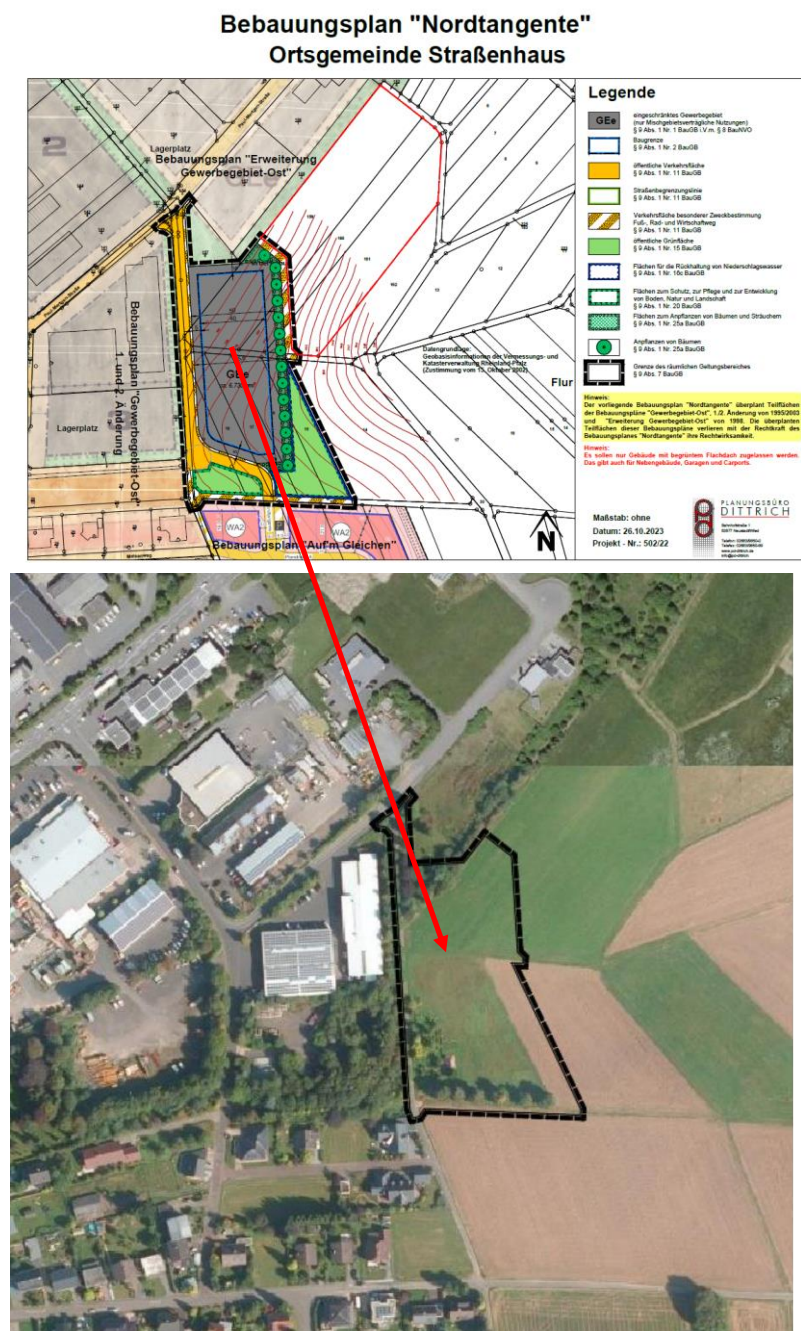 Bebauungsplan "Nordtangente"
Ortsgemeinde Straßenhaus
Lagerplatz
Bebauungsplan "Erweiterung
Gewerbegebiet-Ost"
Bebauungsplan "Gewerbegebiet-Ost"
1. und 2. Änderung
Lagerplatz
GEe
Datengrundlage:
Geobasisinformationen der Vermessungs- und
Katasterverwaltung Rheinland-Pfalz
(Zustimmung vom 15. Oktober 2002)
Flur
WA2
WA2
Bebauungsplan "Auf'm Gleichen"
N
Legende
GEe
eingeschränktes Gewerbegebiet
(nur Mischgebietsverträgliche Nutzungen)
§ 9 Abs. 1 Nr. 1 BauGB i.V.m. § 8 BauNVO
Baugrenze
§ 9 Abs. 1 Nr. 2 BauGB
öffentliche Verkehrsfläche
§ 9 Abs. 1 Nr. 11 BauGB
Straßenbegrenzungslinie
§ 9 Abs. 1 Nr. 11 BauGB
Verkehrsfläche besonderer Zweckbestimmung
Fuß-, Rad- und Wirtschaftweg
§ 9 Abs. 1 Nr. 11 BauGB
öffentliche Grünfläche
§ 9 Abs. 1 Nr. 15 BauGB
Flächen für die Rückhaltung von Niederschlagswasser
§ 9 Abs. 1 Nr. 16c BauGB
Flächen zum Schutz, zur Pflege und zur Entwicklung
von Boden, Natur und Landschaft
§ 9 Abs. 1 Nr. 20 BauGB
Flächen zum Anpflanzen von Bäumen und Sträuchern
§ 9 Abs. 1 Nr. 25a BauGB
Anpflanzen von Bäumen
§ 9 Abs. 1 Nr. 25a BauGB
Grenze des räumlichen Geltungsbereiches
§ 9 Abs. 7 BauGB
Hinweis:
Der vorliegende Bebauungsplan "Nordtangente" überplant Teilflächen
der Bebauungspläne "Gewerbegebiet-Ost", 1./2. Änderung von 1995/2003
und "Erweiterung Gewerbegebiet-Ost" von 1998. Die überplanten
Teilflächen dieser Bebauungspläne verlieren mit der Rechtkraft des
Bebauungsplanes "Nordtangente" ihre Rechtwirksamkeit.
Hinweis:
Es sollen nur Gebäude mit begrüntem Flachdach zugelassen werden.
Das gibt auch für Nebengebäude, Garagen und Carports.
Maßstab: ohne
Datum: 26.10.2023
Projekt - Nr.: 502/22
PLANUNGSBÜRO
DITTRICH